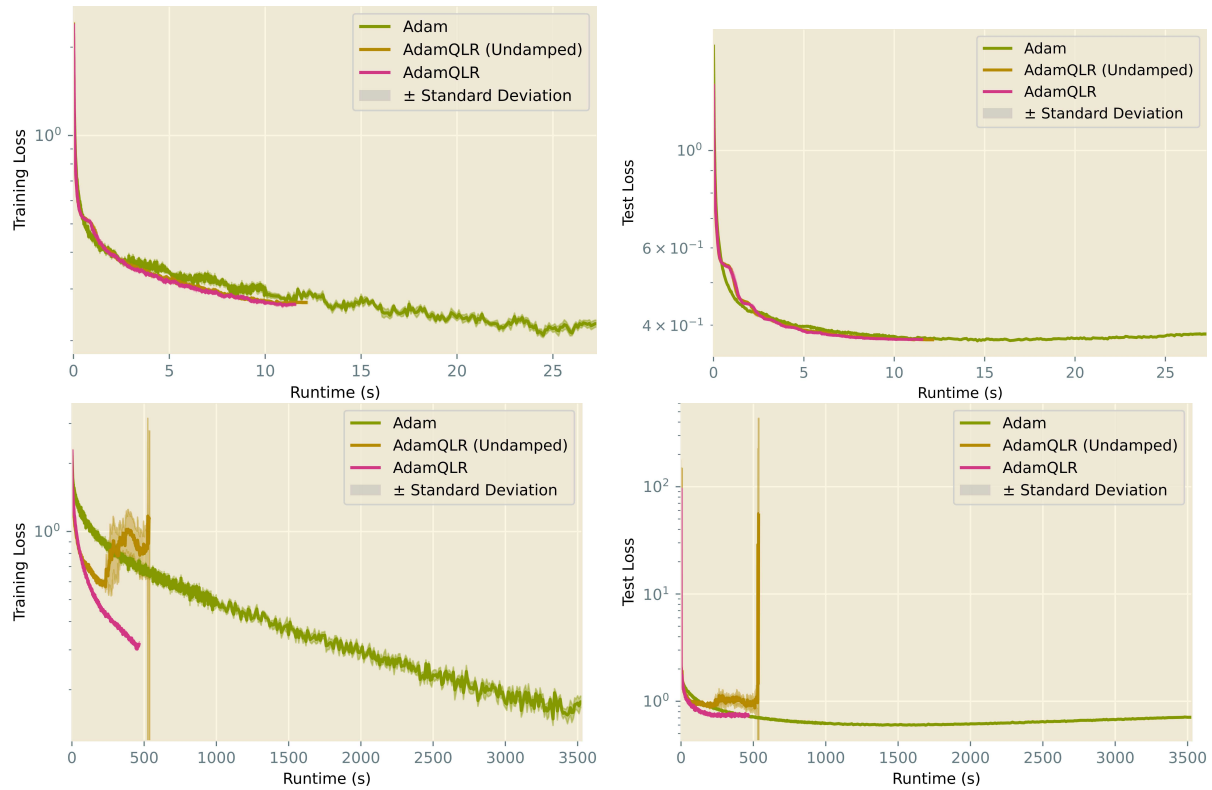 Adam
AdamQLR (Undamped)
AdamQLR
± Standard Deviation
10⁰
Training Loss
0 5 10 15 20 25
Runtime (s)
Adam
AdamQLR (Undamped)
AdamQLR
± Standard Deviation
10⁰
6 × 10⁻¹
4 × 10⁻¹
Test Loss
0 5 10 15 20 25
Runtime (s)
Adam
AdamQLR (Undamped)
AdamQLR
± Standard Deviation
10⁰
Training Loss
0 500 1000 1500 2000 2500 3000 3500
Runtime (s)
Adam
AdamQLR (Undamped)
AdamQLR
± Standard Deviation
10²
10¹
10⁰
Test Loss
0 500 1000 1500 2000 2500 3000 3500
Runtime (s)